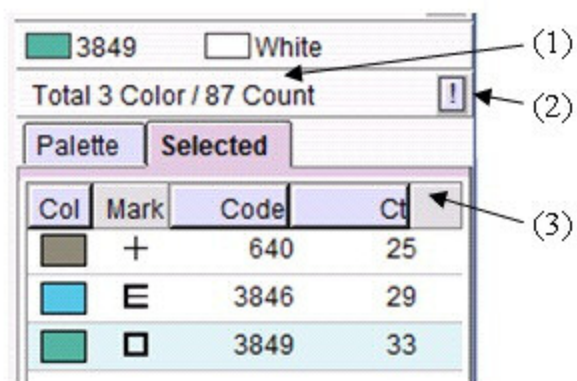 3849 White (1)
Total 3 Color / 87 Count ! (2)
Palette Selected
Col Mark Code Ct (3)
+ 640 25
E 3846 29
3849 33